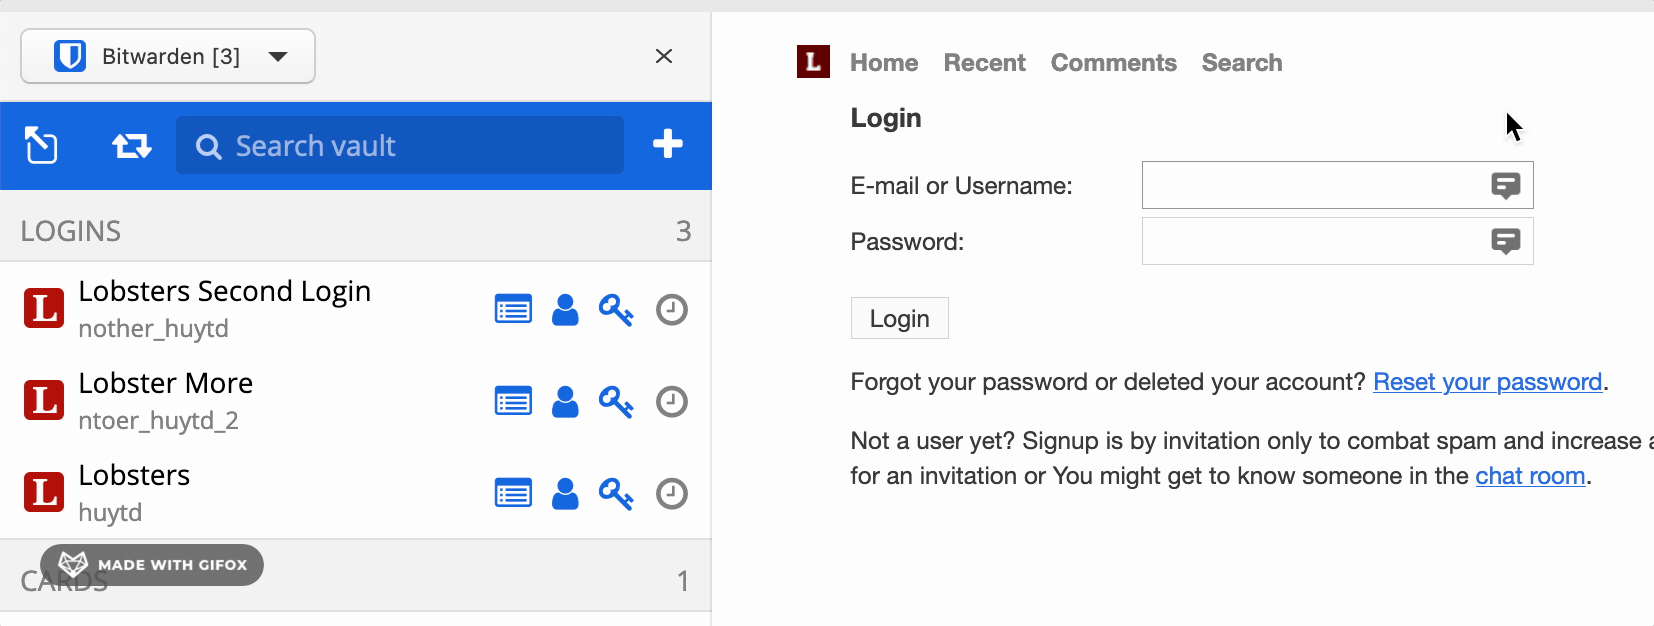 Bitwarden [3]
Search vault
LOGINS 3
Lobsters Second Login
nother_huytd
Lobster More
ntoer_huytd_2
Lobsters
huytd
MADE WITH GIFOX
CARDS 1
L Home Recent Comments Search
Login
E-mail or Username:
Password:
Login
Forgot your password or deleted your account? Reset your password.
Not a user yet? Signup is by invitation only to combat spam and increase
for an invitation or You might get to know someone in the chat room.